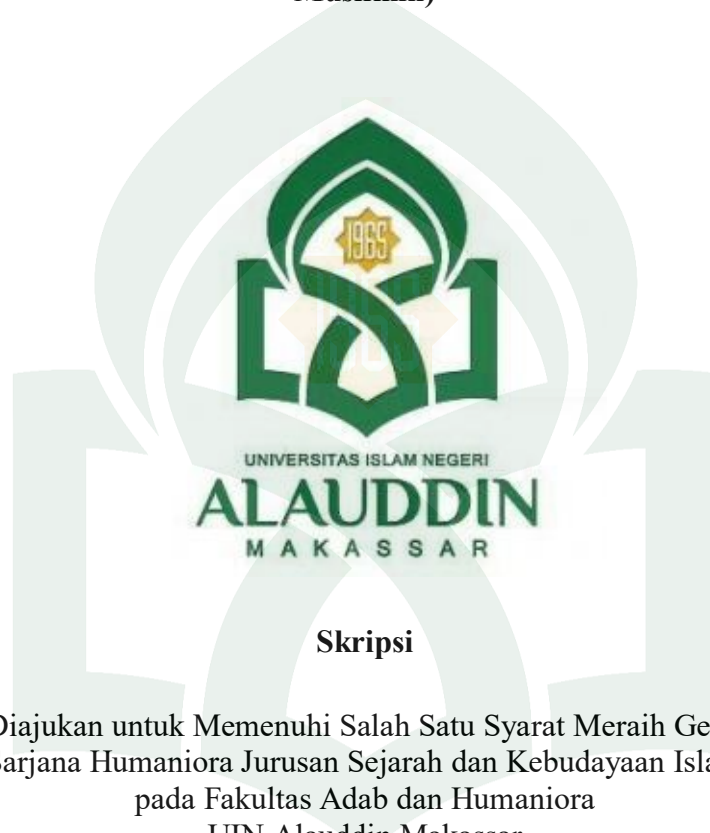 1965
UNIVERSITAS ISLAM NEGERI
ALAUDDIN
MAKASSAR
Skripsi
Diajukan untuk Memenuhi Salah Satu Syarat Meraih
Sarjana Humaniora Jurusan Sejarah dan Kebudayaan
pada Fakultas Adab dan Humaniora
UIN Alauddin Makassar